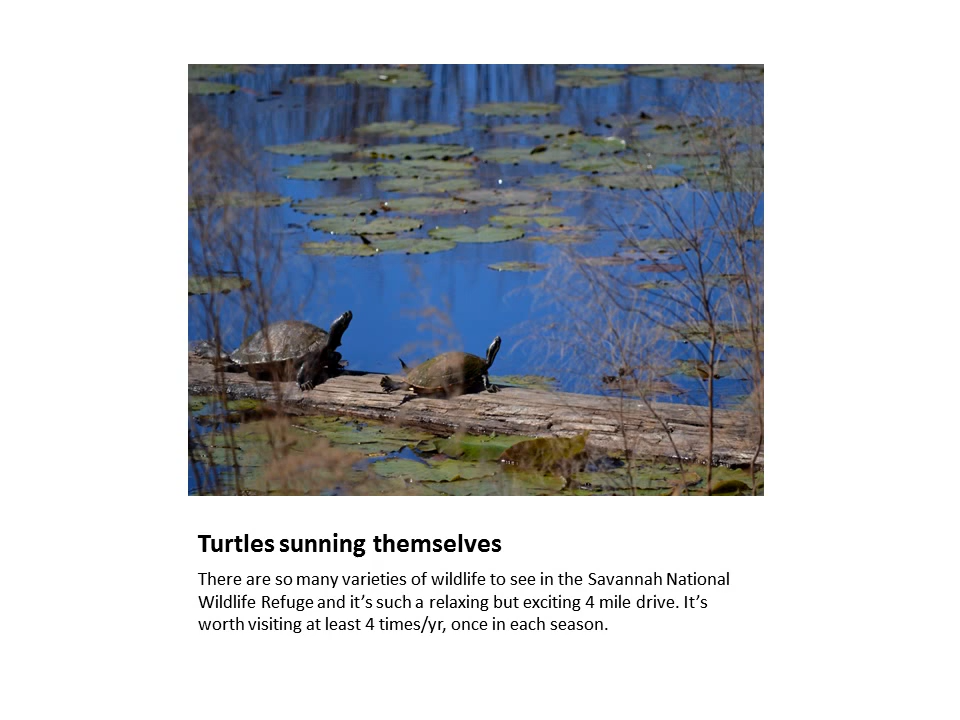 Turtles sunning themselves
There are so many varieties of wildlife to see in the Savannah National
Wildlife Refuge and it’s such a relaxing but exciting 4 mile drive. It’s
worth visiting at least 4 times/yr, once in each season.